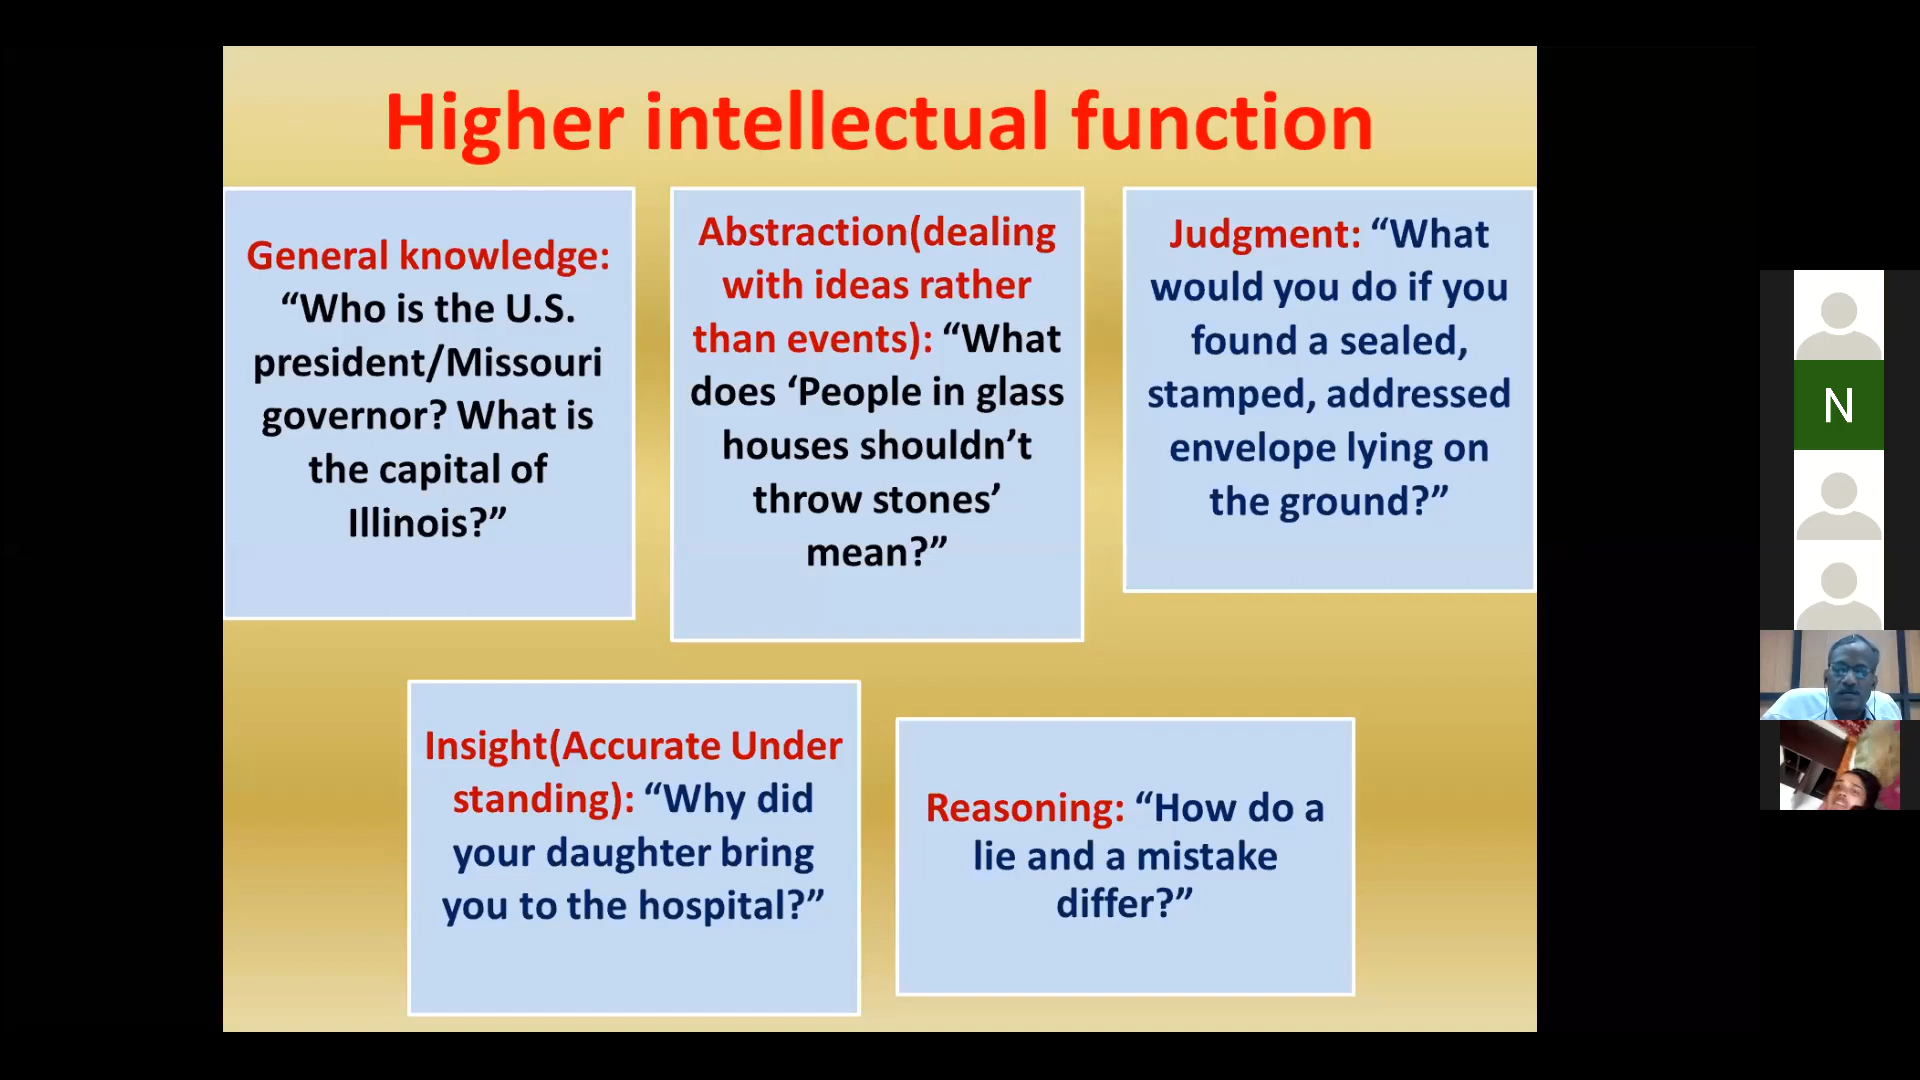 Higher intellectual function
General knowledge:
“Who is the U.S.
president/Missouri
governor? What is
the capital of
Illinois?”
Abstraction(dealing
with ideas rather
than events): “What
does ‘People in glass
houses shouldn’t
throw stones’
mean?”
Judgment: “What
would you do if you
found a sealed,
stamped, addressed
envelope lying on
the ground?”
Insight(Accurate Under
standing): “Why did
your daughter bring
you to the hospital?”
Reasoning: “How do a
lie and a mistake
differ?”
N